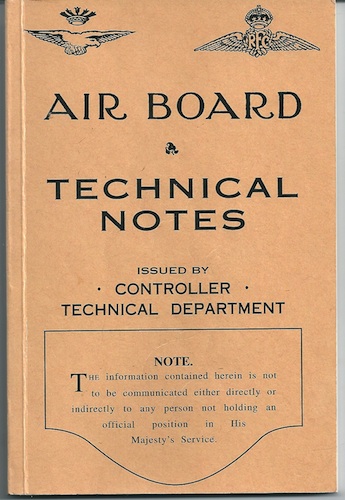 RFC
AIR BOARD
TECHNICAL
NOTES
ISSUED BY
· CONTROLLER ·
TECHNICAL DEPARTMENT
NOTE.
THE information contained herein is not
to be communicated either directly or
indirectly to any person not holding an
official position in His
Majesty's Service.